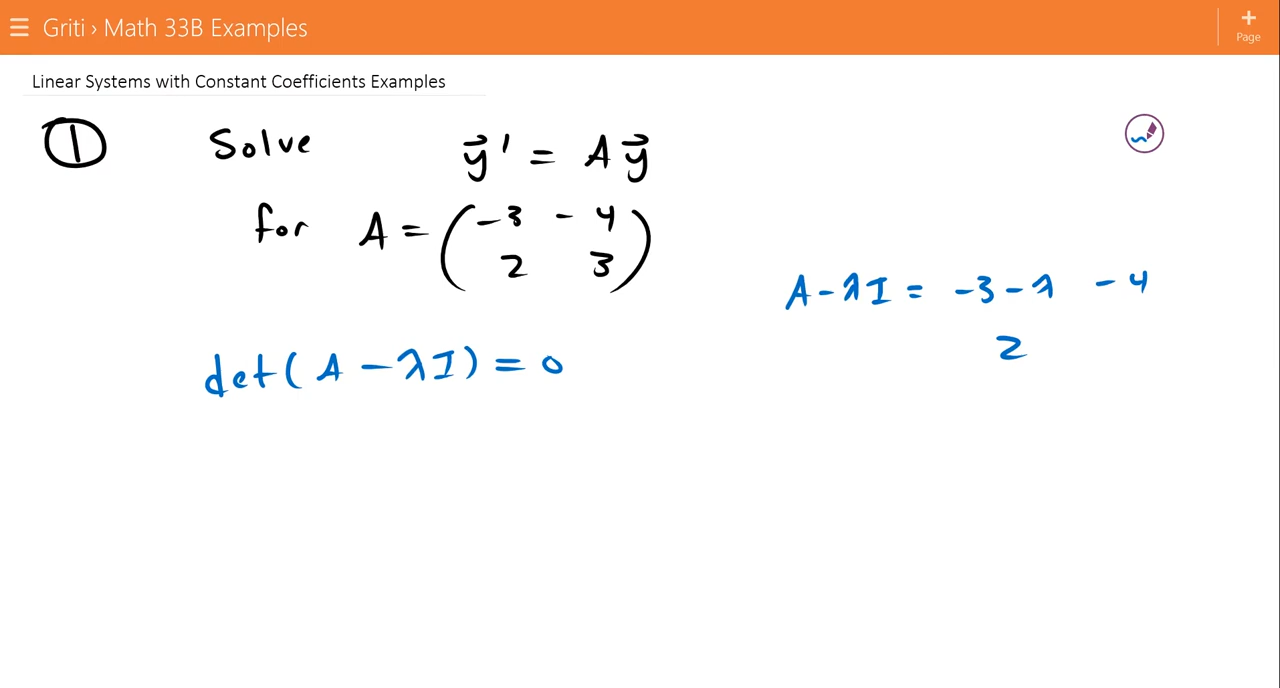 Griti › Math 33B Examples
+
Page
Linear Systems with Constant Coefficients Examples
① Solve y⃗' = A y⃗
for A = (-3 -4
2 3)
A - λI = -3-λ -4
2
det(A - λI) = 0